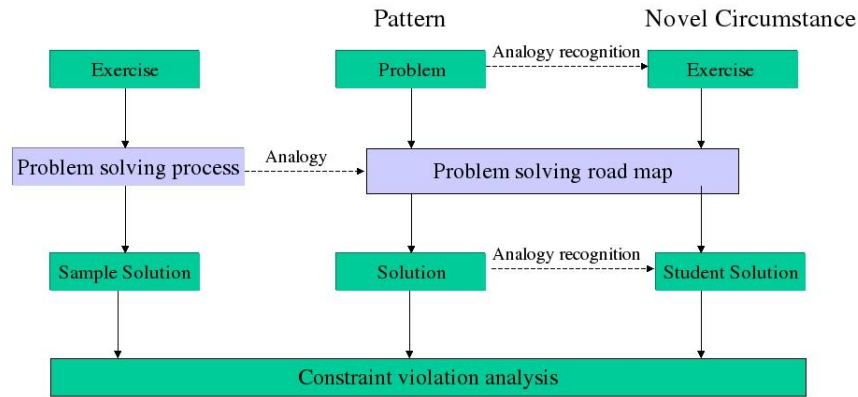 Pattern
Novel Circumstance
Exercise
Problem
Analogy recognition
Exercise
Problem solving process
Analogy
Problem solving road map
Sample Solution
Solution
Analogy recognition
Student Solution
Constraint violation analysis